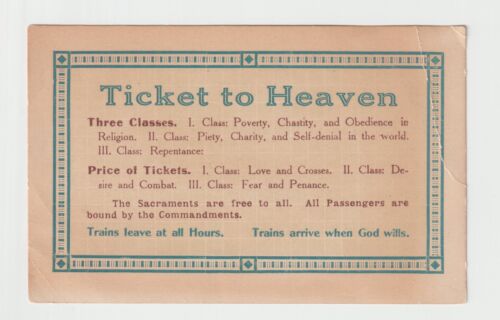 Ticket to Heaven
Three Classes. I. Class: Poverty, Chastity, and Obedience in
Religion. II. Class: Piety, Charity, and Self-denial in the world.
III. Class: Repentance:
Price of Tickets. I. Class: Love and Crosses. II. Class: De-
sire and Combat. III. Class: Fear and Penance.
The Sacraments are free to all. All Passengers are
bound by the Commandments.
Trains leave at all Hours. Trains arrive when God wills.